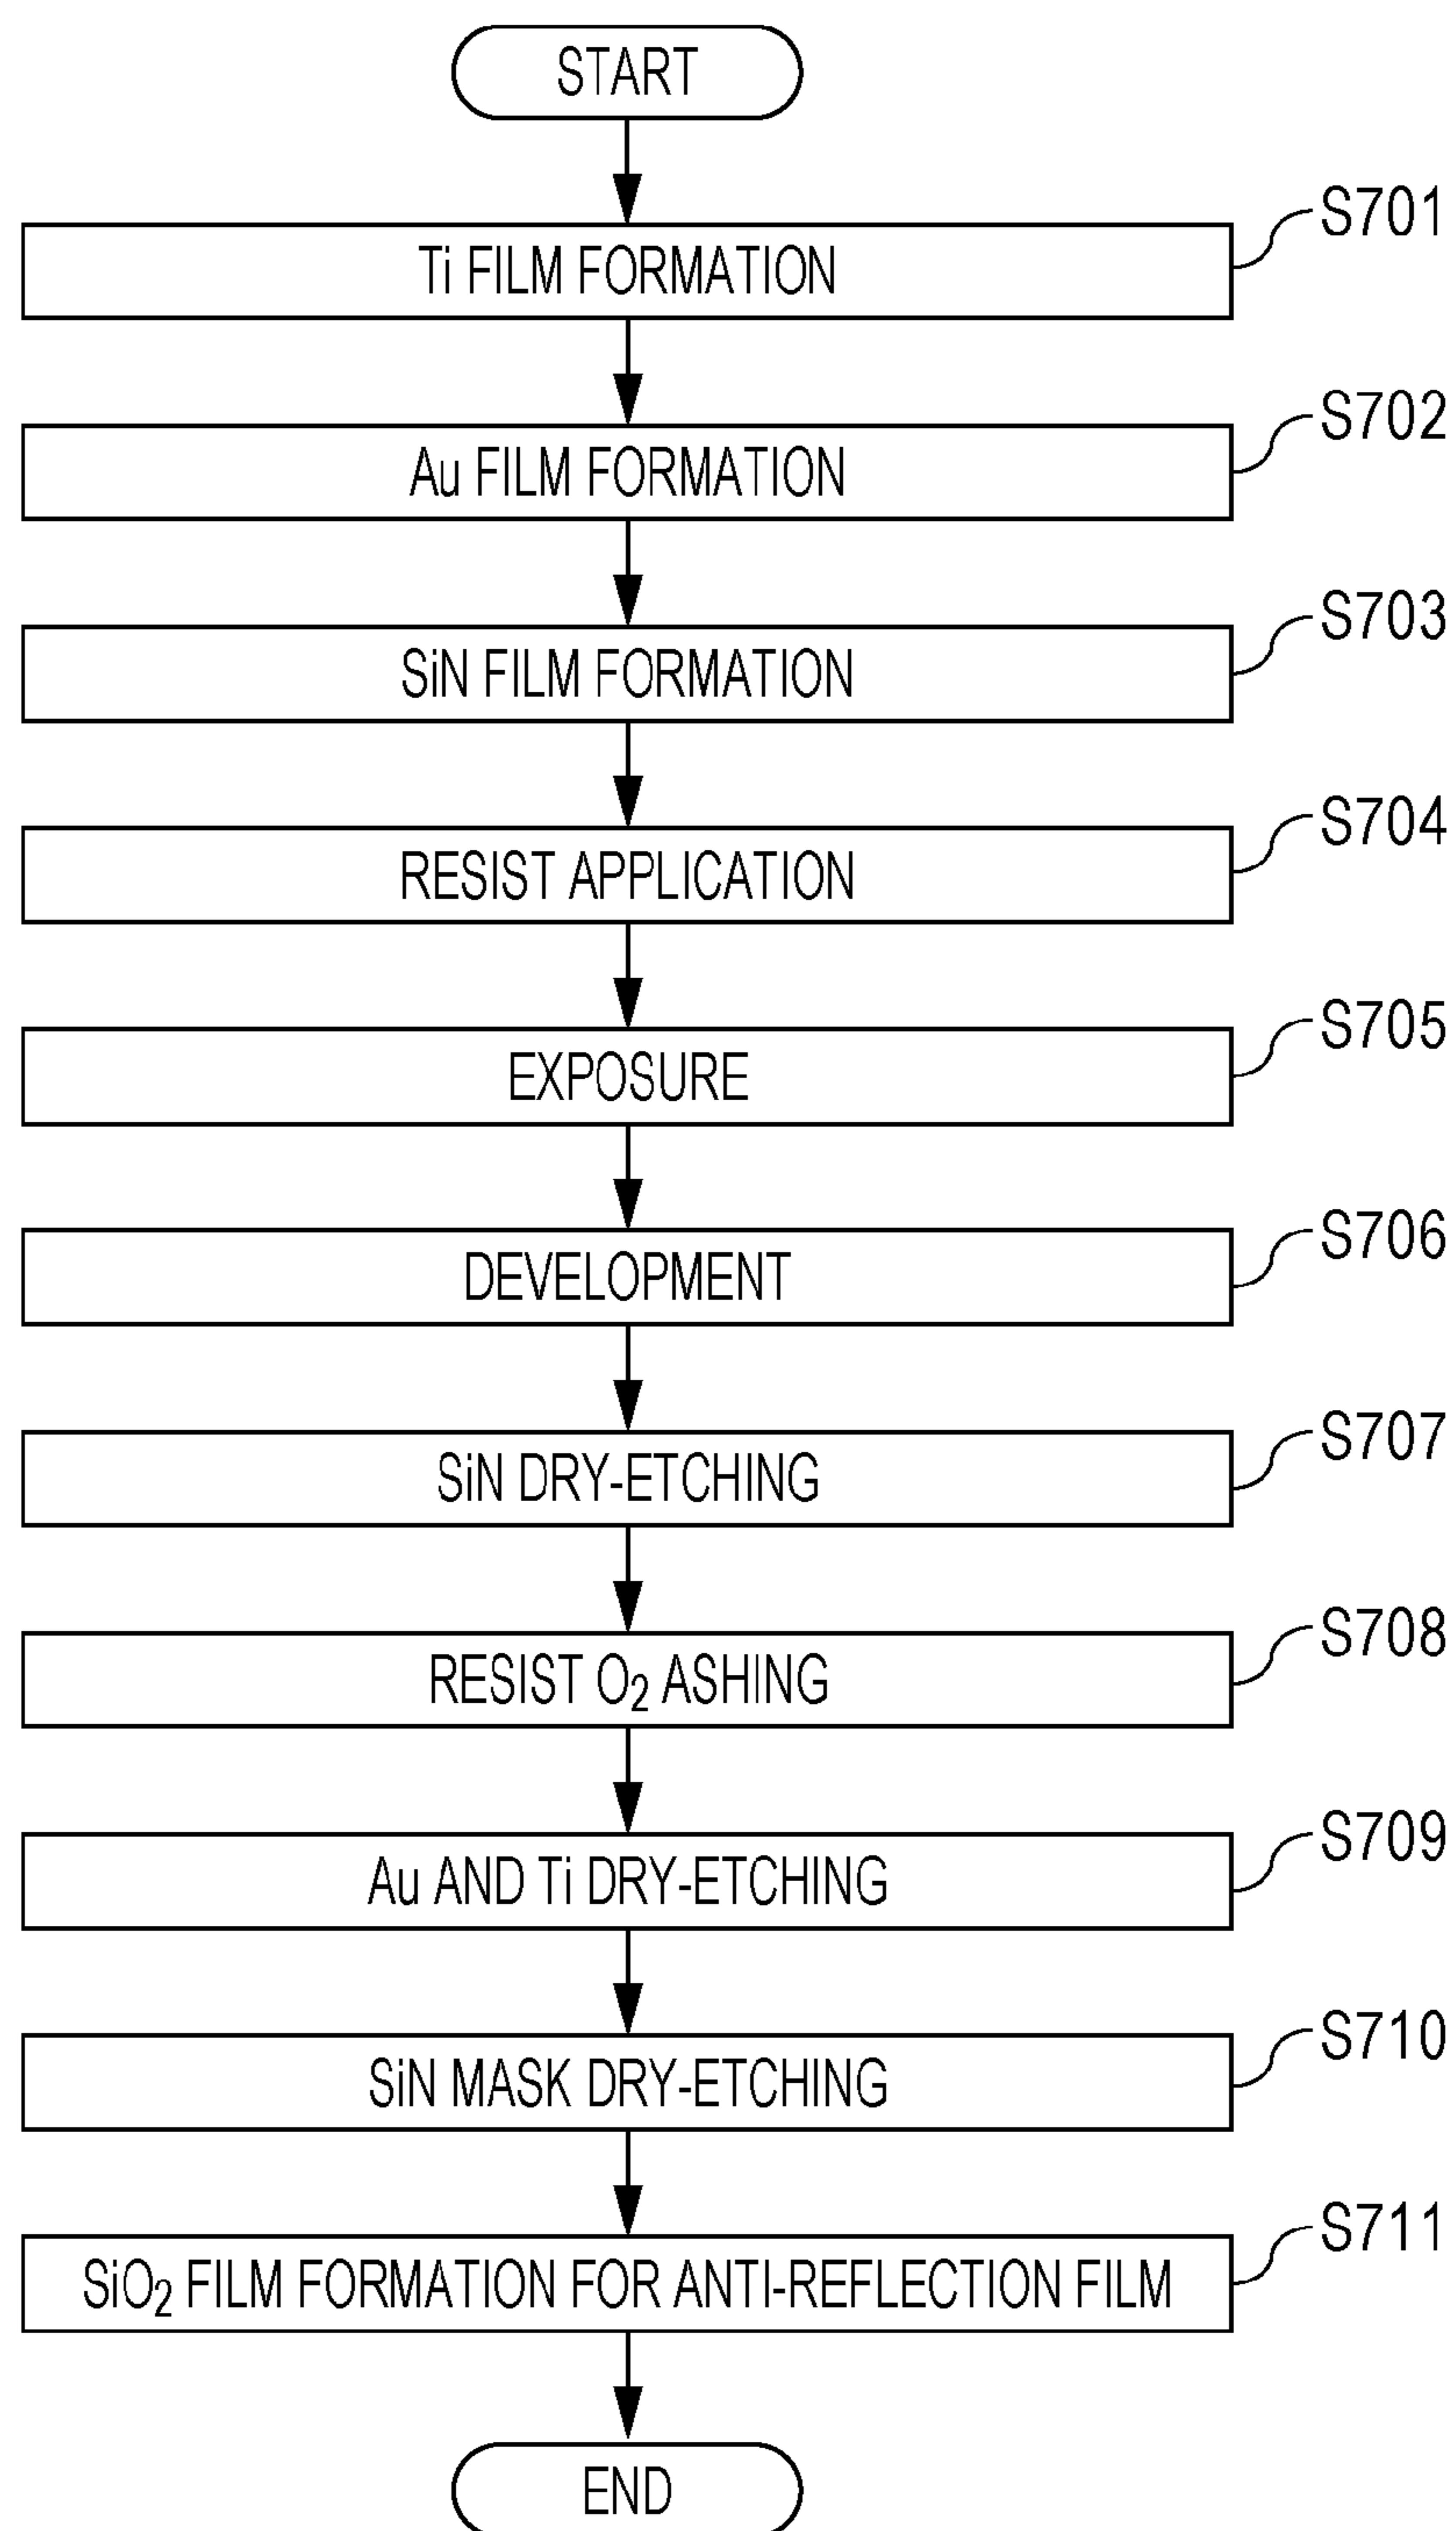 START
S701
Ti FILM FORMATION
S702
Au FILM FORMATION
S703
SiN FILM FORMATION
S704
RESIST APPLICATION
S705
EXPOSURE
S706
DEVELOPMENT
S707
SiN DRY-ETCHING
S708
RESIST O₂ ASHING
S709
Au AND Ti DRY-ETCHING
S710
SiN MASK DRY-ETCHING
S711
SiO₂ FILM FORMATION FOR ANTI-REFLECTION FILM
END